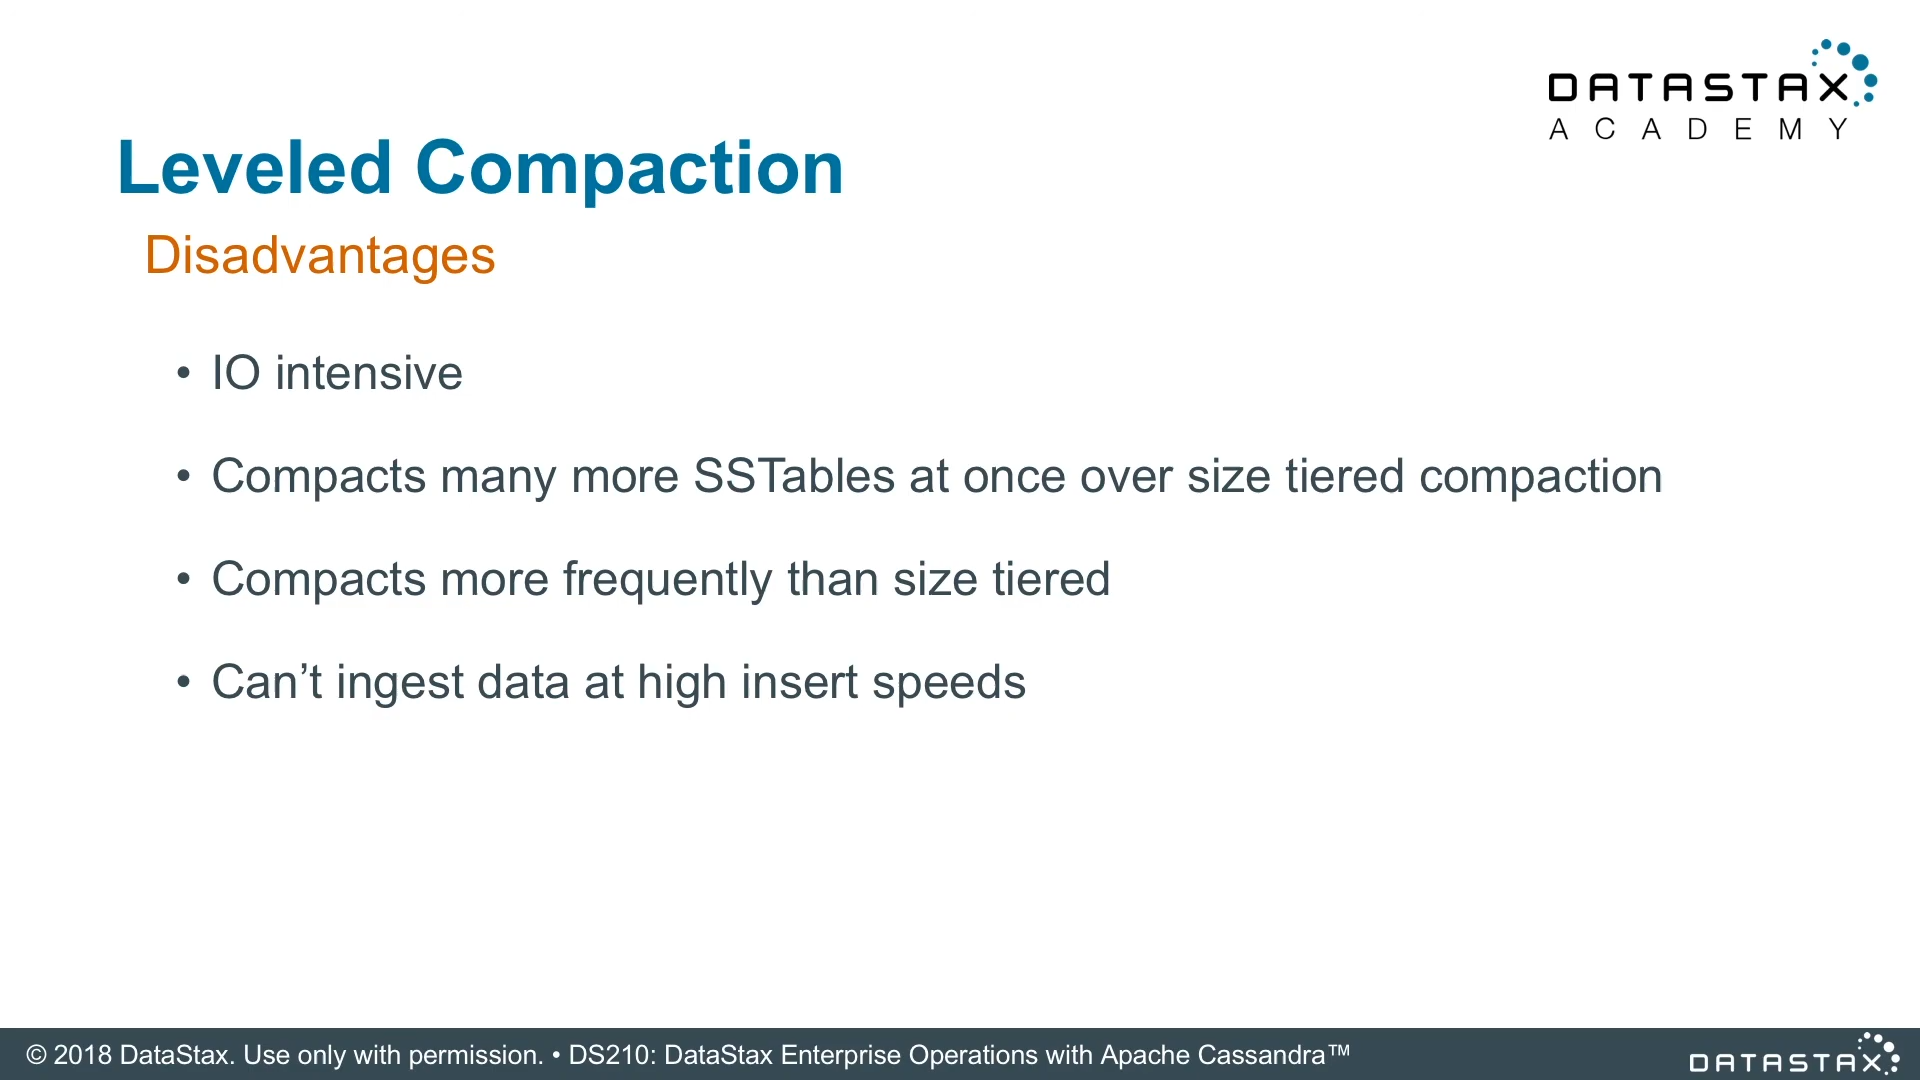 DATASTAX
ACADEMY
Leveled Compaction
Disadvantages
• IO intensive
• Compacts many more SSTables at once over size tiered compaction
• Compacts more frequently than size tiered
• Can’t ingest data at high insert speeds
© 2018 DataStax. Use only with permission. • DS210: DataStax Enterprise Operations with Apache Cassandra™
DATASTAX